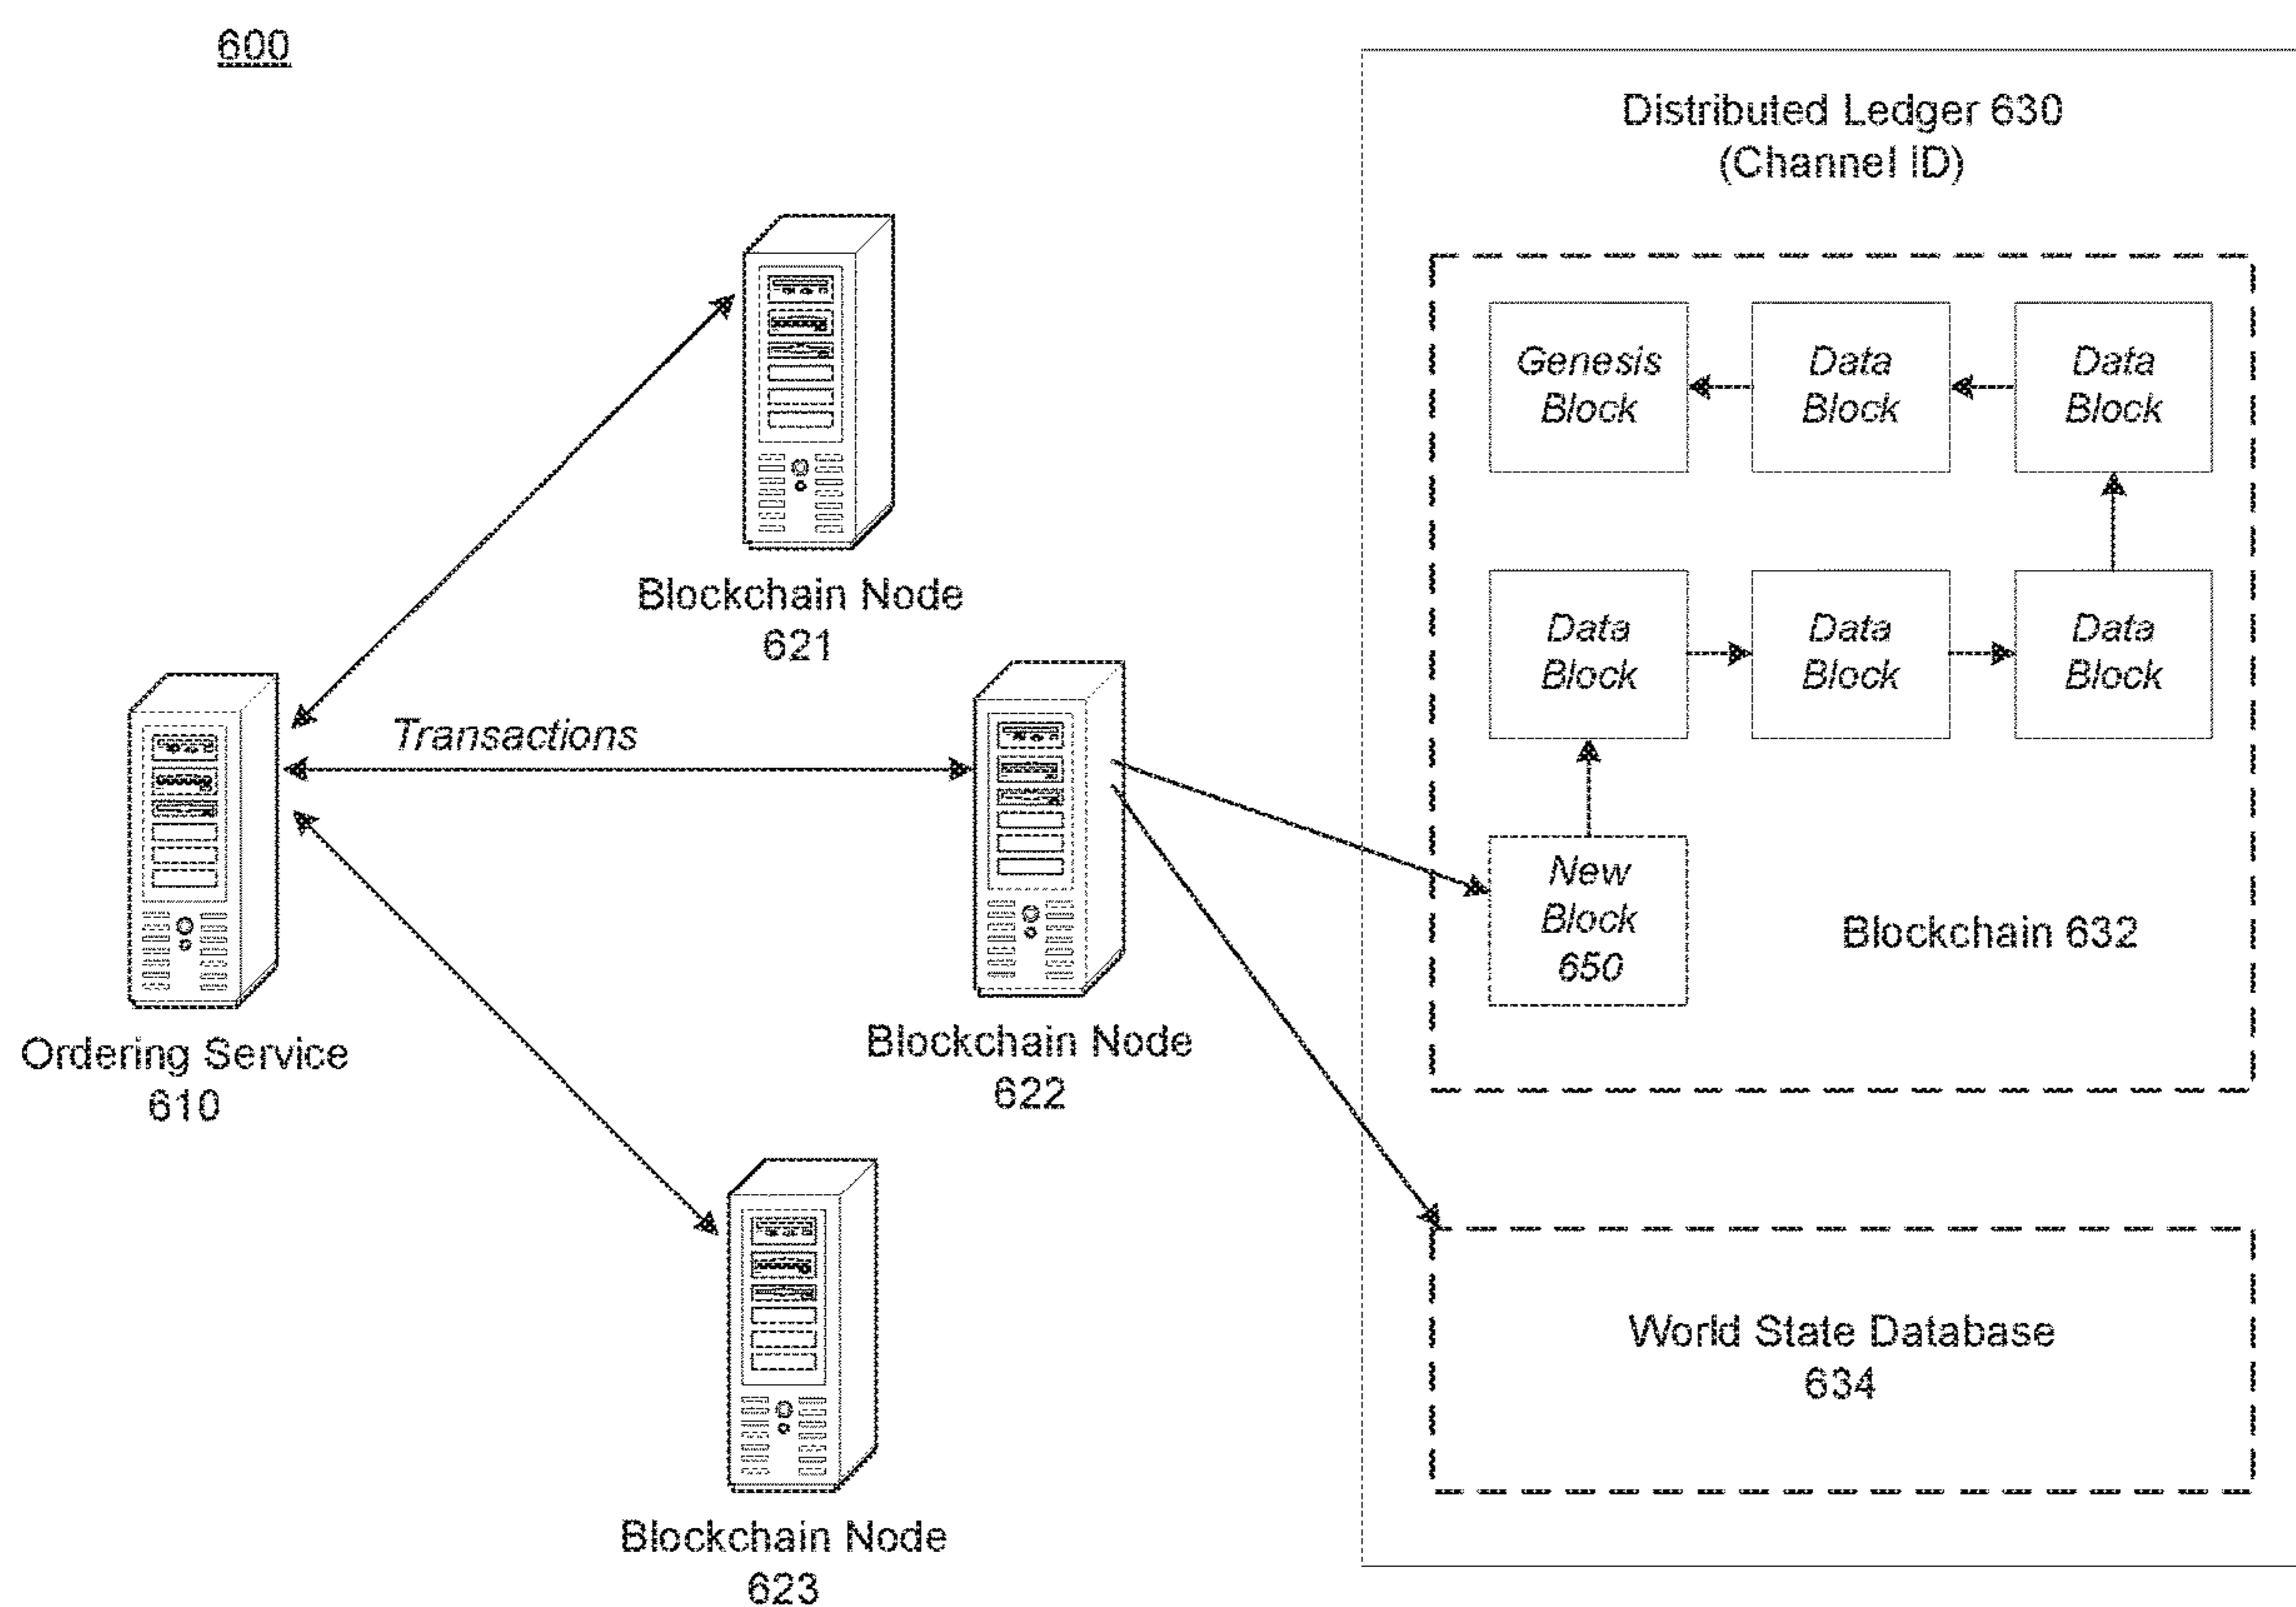 600
Distributed Ledger 630
(Channel ID)
Genesis
Block
Data
Block
Data
Block
Blockchain Node
621
Data
Block
Data
Block
Data
Block
Transactions
New
Block
650
Blockchain 632
Ordering Service
610
Blockchain Node
622
World State Database
634
Blockchain Node
623